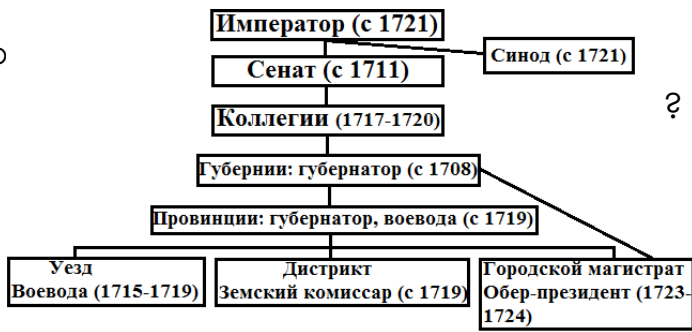 Император (с 1721)
Синод (с 1721)
Сенат (с 1711)
Коллегии (1717-1720)
?
Губернии: губернатор (с 1708)
Провинции: губернатор, воевода (с 1719)
Уезд
Воевода (1715-1719)
Дистрикт
Земский комиссар (с 1719)
Городской магистрат
Обер-президент (1723-
1724)